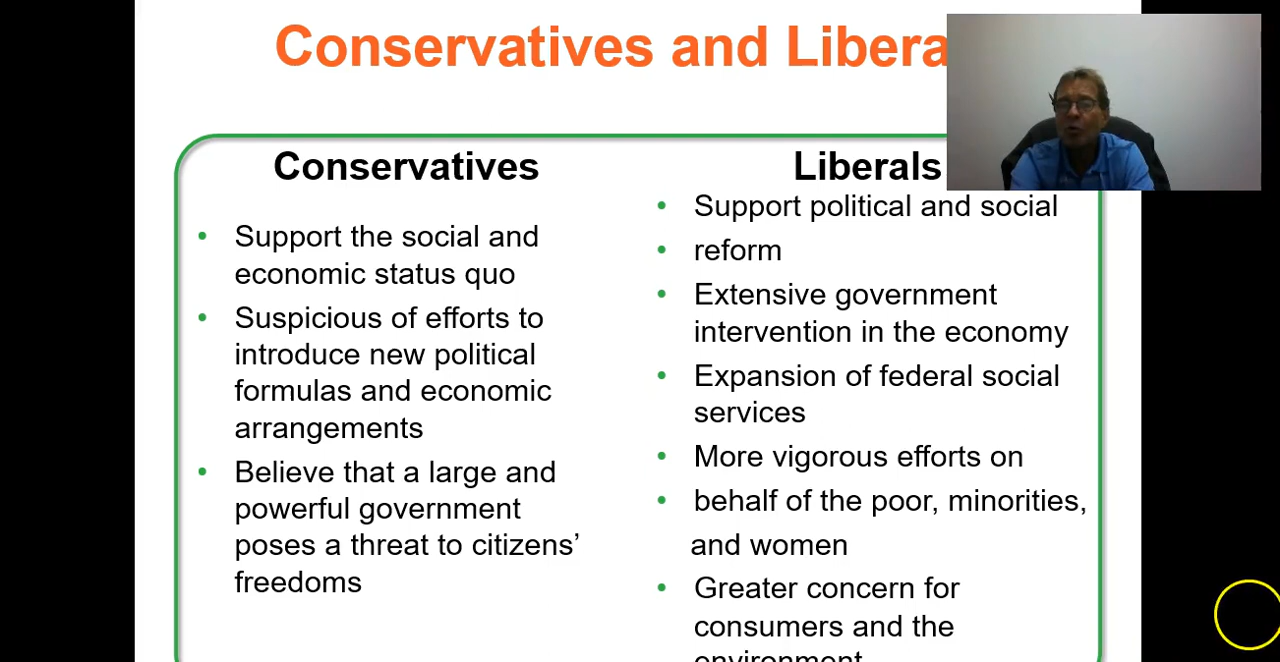 Conservatives and Libera
Conservatives
• Support the social and
economic status quo
• Suspicious of efforts to
introduce new political
formulas and economic
arrangements
• Believe that a large and
powerful government
poses a threat to citizens’
freedoms
Liberals
• Support political and social
• reform
• Extensive government
intervention in the economy
• Expansion of federal social
services
• More vigorous efforts on
• behalf of the poor, minorities,
and women
• Greater concern for
consumers and the
environment